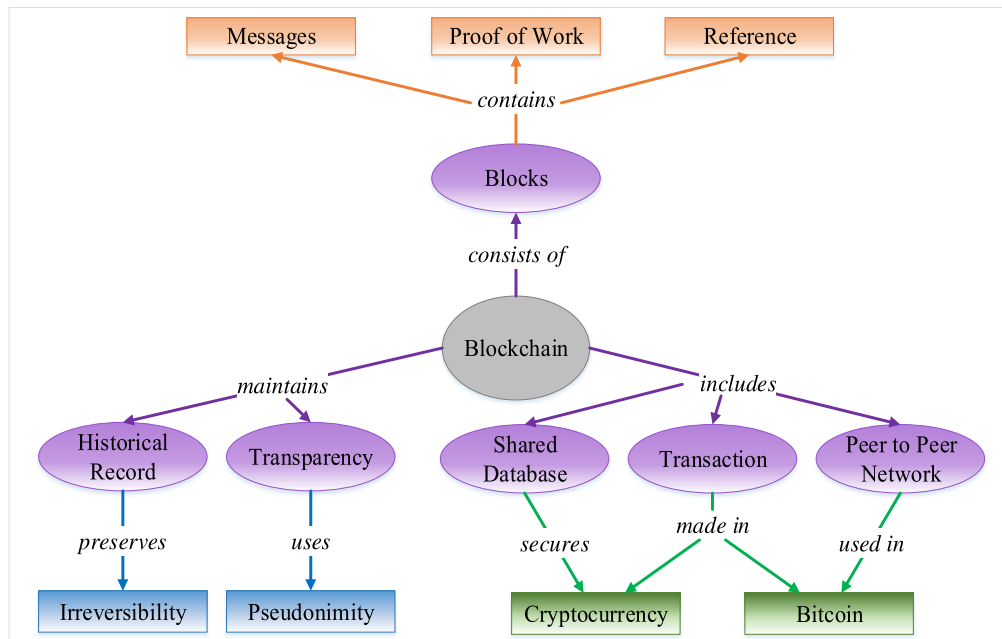 Messages
Proof of Work
Reference
contains
Blocks
consists of
Blockchain
maintains
includes
Historical
Record
Transparency
Shared
Database
Transaction
Peer to Peer
Network
preserves
uses
secures
made in
used in
Irreversibility
Pseudonimity
Cryptocurrency
Bitcoin